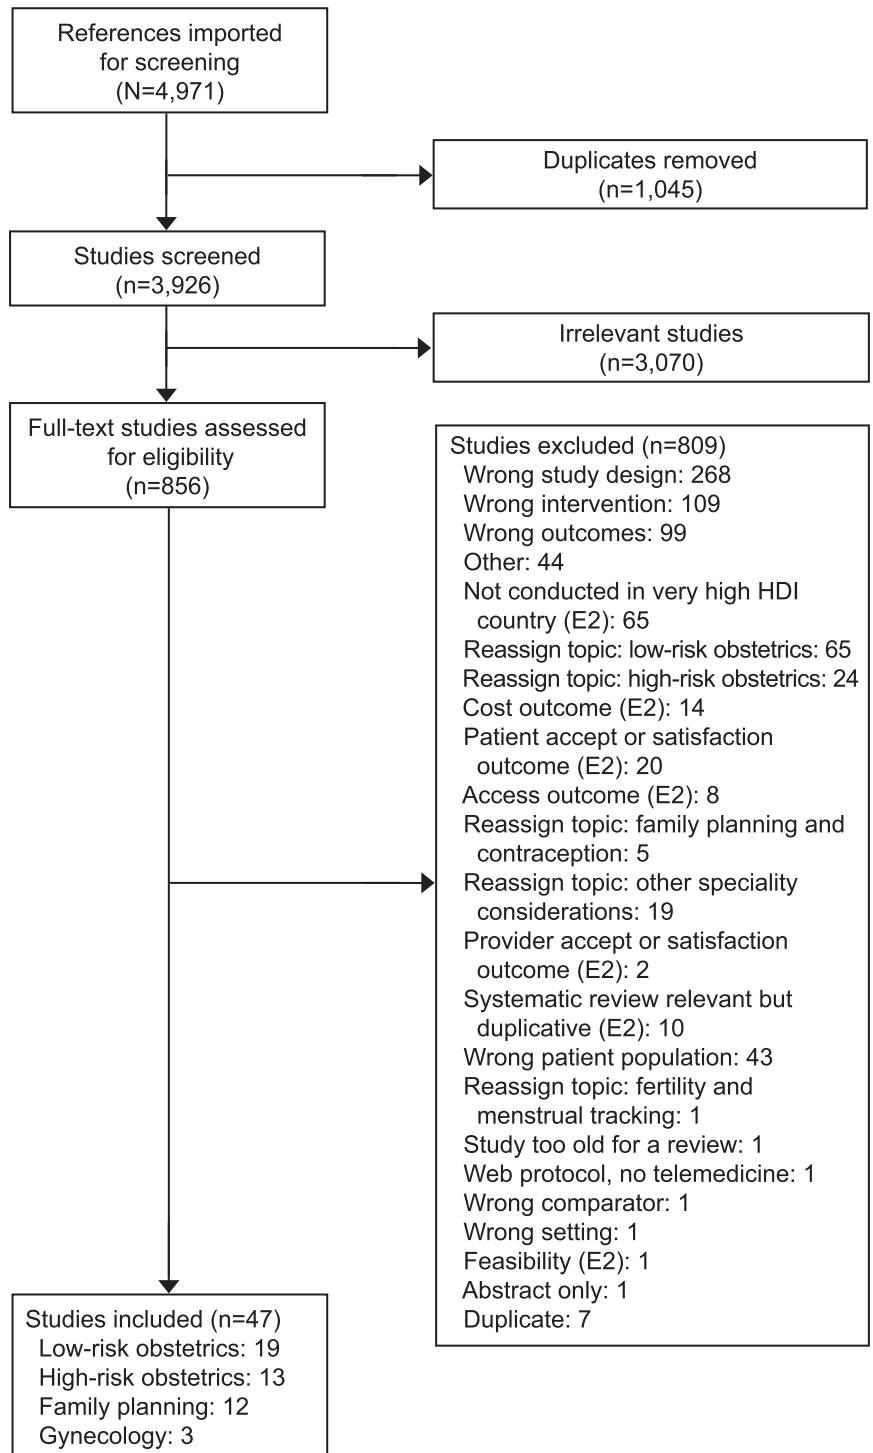 References imported
for screening
(N=4,971)
Duplicates removed
(n=1,045)
Studies screened
(n=3,926)
Irrelevant studies
(n=3,070)
Full-text studies assessed
for eligibility
(n=856)
Studies excluded (n=809)
Wrong study design: 268
Wrong intervention: 109
Wrong outcomes: 99
Other: 44
Not conducted in very high HDI
country (E2): 65
Reassign topic: low-risk obstetrics: 65
Reassign topic: high-risk obstetrics: 24
Cost outcome (E2): 14
Patient accept or satisfaction
outcome (E2): 20
Access outcome (E2): 8
Reassign topic: family planning and
contraception: 5
Reassign topic: other speciality
considerations: 19
Provider accept or satisfaction
outcome (E2): 2
Systematic review relevant but
duplicative (E2): 10
Wrong patient population: 43
Reassign topic: fertility and
menstrual tracking: 1
Study too old for a review: 1
Web protocol, no telemedicine: 1
Wrong comparator: 1
Wrong setting: 1
Feasibility (E2): 1
Abstract only: 1
Duplicate: 7
Studies included (n=47)
Low-risk obstetrics: 19
High-risk obstetrics: 13
Family planning: 12
Gynecology: 3